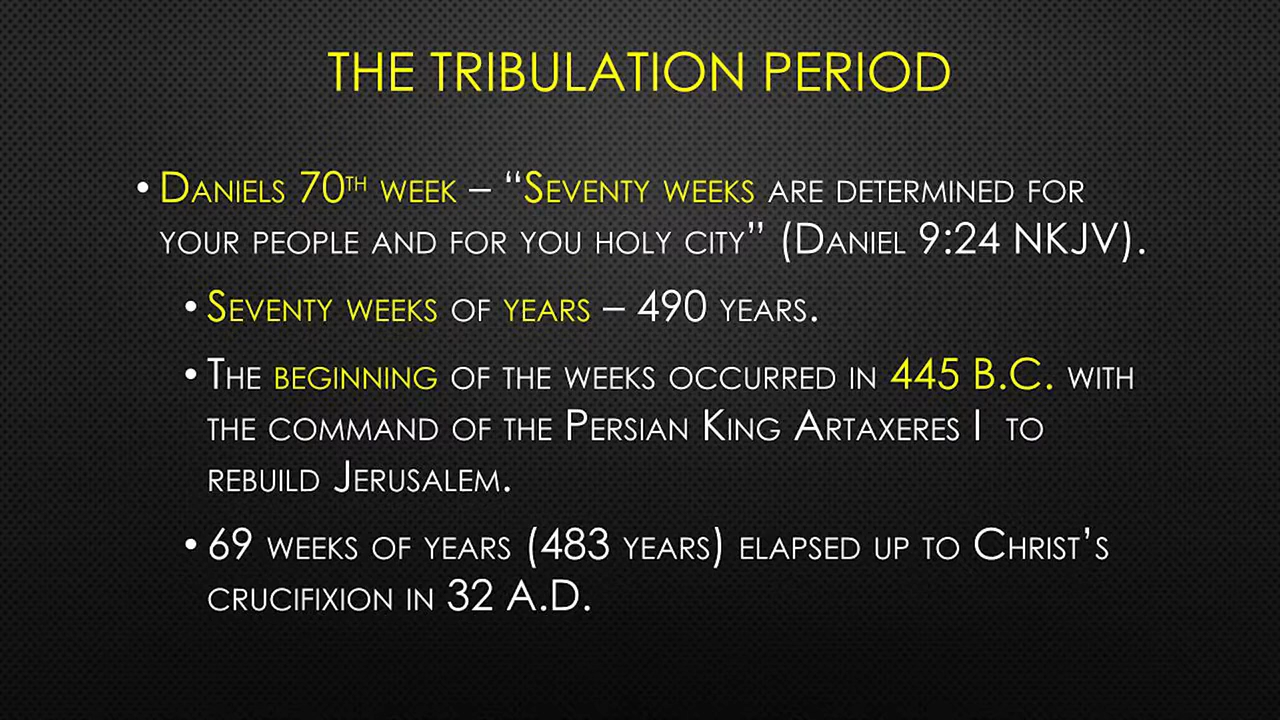 THE TRIBULATION PERIOD
• DANIELS 70TH WEEK – “SEVENTY WEEKS ARE DETERMINED FOR
YOUR PEOPLE AND FOR YOU HOLY CITY” (DANIEL 9:24 NKJV).
• SEVENTY WEEKS OF YEARS – 490 YEARS.
• THE BEGINNING OF THE WEEKS OCCURRED IN 445 B.C. WITH
THE COMMAND OF THE PERSIAN KING ARTAXERES I TO
REBUILD JERUSALEM.
• 69 WEEKS OF YEARS (483 YEARS) ELAPSED UP TO CHRIST’S
CRUCIFIXION IN 32 A.D.